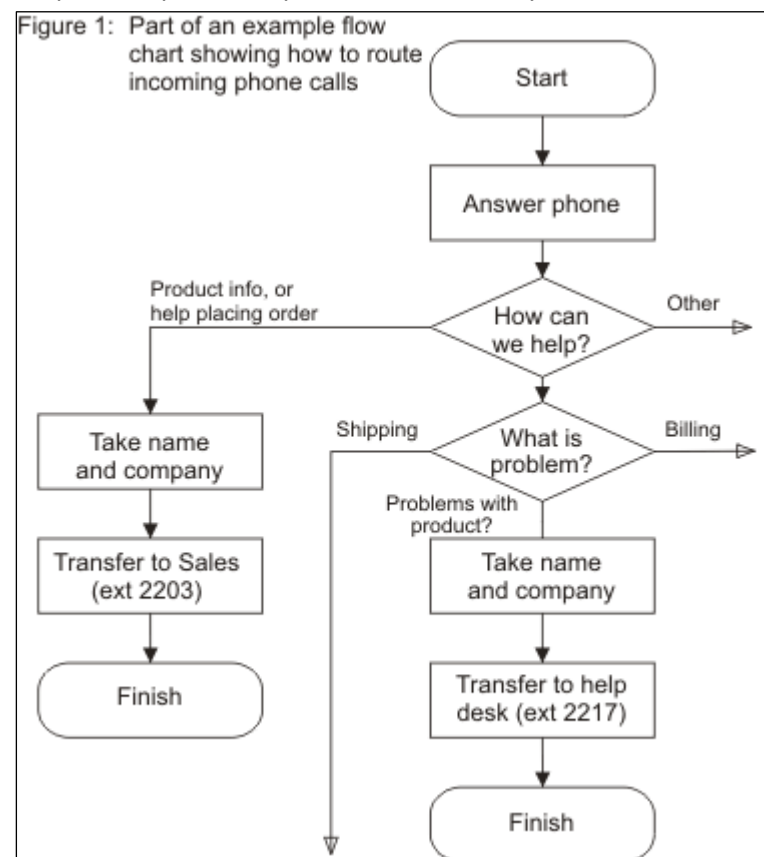 Figure 1: Part of an example flow
chart showing how to route
incoming phone calls
Start
Answer phone
Product info, or
help placing order
How can
we help?
Other
Take name
and company
Shipping
What is
problem?
Billing
Problems with
product?
Transfer to Sales
(ext 2203)
Take name
and company
Finish
Transfer to help
desk (ext 2217)
Finish